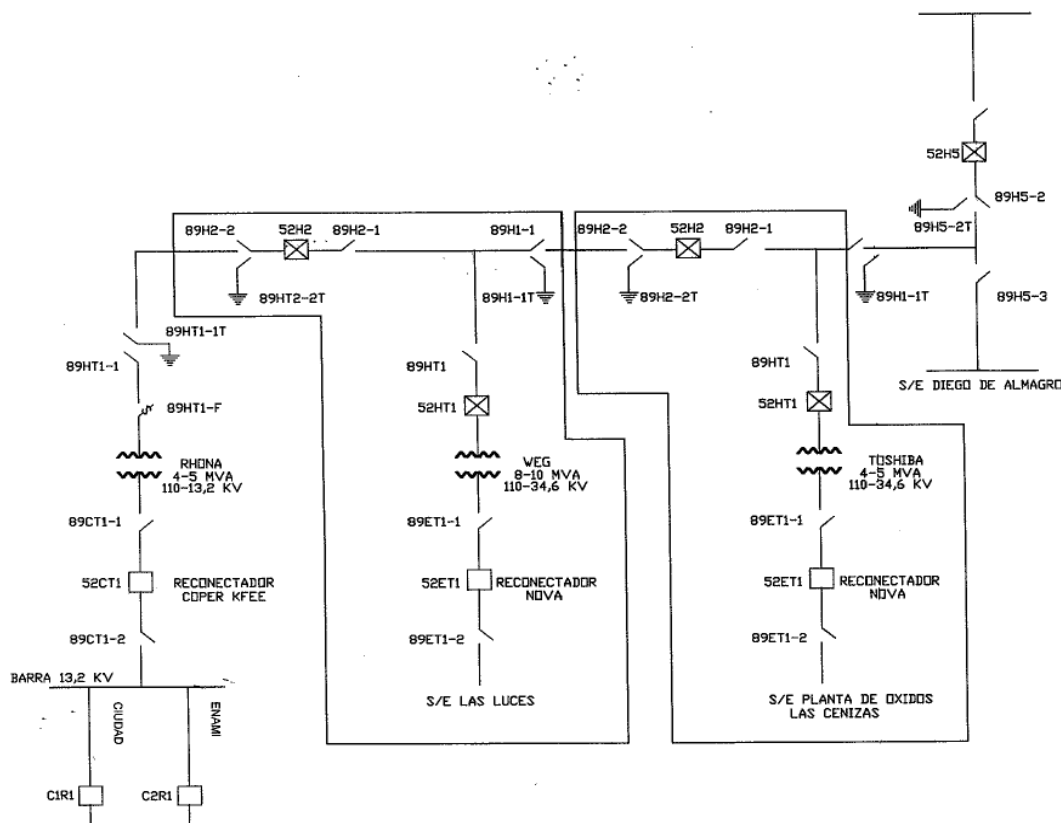 52H5
89H5-2
89H5-2T
89H5-3
S/E DIEGO DE ALMAGRO
89H2-2
52H2
89H2-1
89HT2-2T
89H1-1
89H1-1T
89H2-2
52H2
89H2-1
89H2-2T
89H1-1T
89HT1-1T
89HT1-1
89HT1-F
RHONA
4-5 MVA
110-13,2 KV
89CT1-1
52CT1
RECONECTADOR
COPER KFEE
89CT1-2
BARRA 13,2 KV
CIUDAD
ENAMI
C1R1
C2R1
89HT1
52HT1
WEG
8-10 MVA
110-34,6 KV
89ET1-1
52ET1
RECONECTADOR
NOVA
89ET1-2
S/E LAS LUCES
89HT1
52HT1
TOSHIBA
4-5 MVA
110-34,6 KV
89ET1-1
52ET1
RECONECTADOR
NOVA
89ET1-2
S/E PLANTA DE OXIDOS
LAS CENIZAS